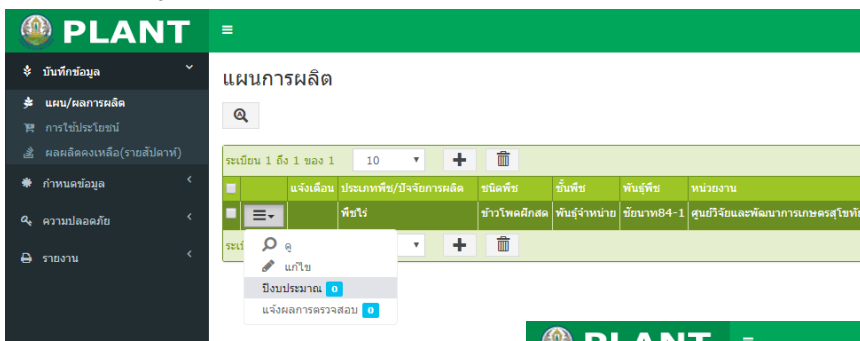 PLANT
บันทึกข้อมูล
แผน/ผลการผลิต
การใช้ประโยชน์
ผลผลิตคงเหลือ(รายสัปดาห์)
กำหนดข้อมูล
ความปลอดภัย
รายงาน
แผนการผลิต
ระเบียน 1 ถึง 1 ของ 1 10
แจ้งเตือน ประเภทพืช/ปัจจัยการผลิต ชนิดพืช ชั้นพืช พันธุ์พืช หน่วยงาน
พืชไร่ ข้าวโพดฝักสด พันธุ์จำหน่าย ชัยนาท84-1 ศูนย์วิจัยและพัฒนาการเกษตรสุโขทัย
ดู
แก้ไข
ปีงบประมาณ 0
แจ้งผลการตรวจสอบ 0
PLANT